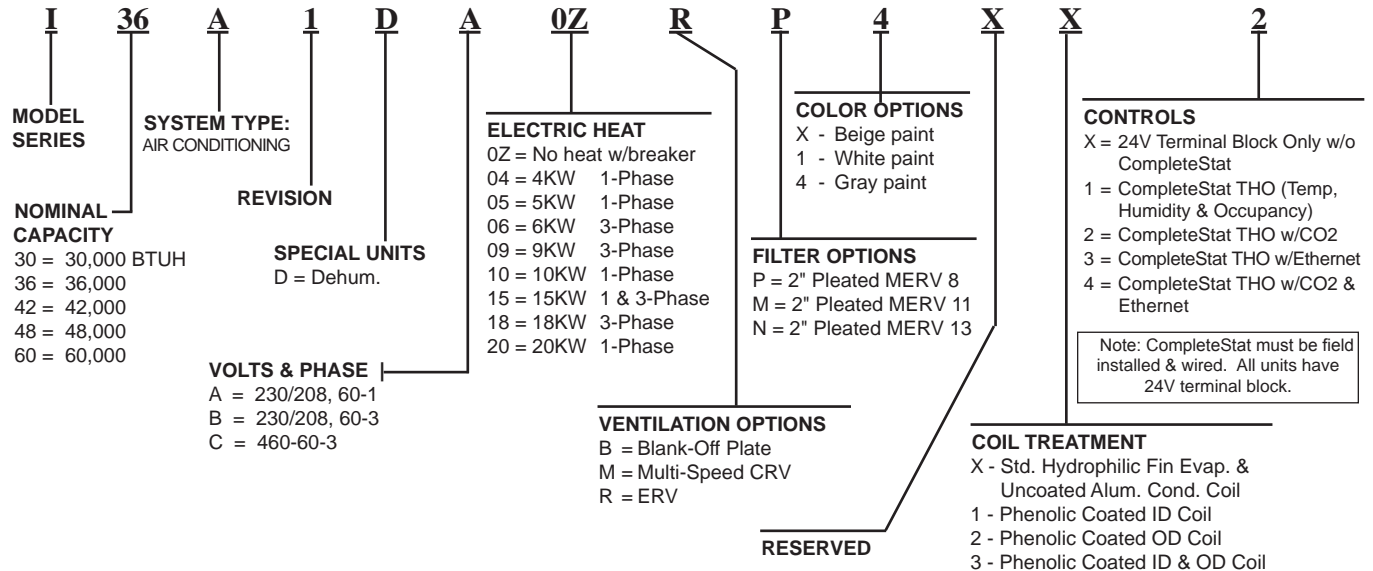 I 36 A 1 D A 0Z R P 4 X X 2
MODEL
SERIES
SYSTEM TYPE:
AIR CONDITIONING
NOMINAL
CAPACITY
30 = 30,000 BTUH
36 = 36,000
42 = 42,000
48 = 48,000
60 = 60,000
REVISION
SPECIAL UNITS
D = Dehum.
VOLTS & PHASE
A = 230/208, 60-1
B = 230/208, 60-3
C = 460-60-3
ELECTRIC HEAT
0Z = No heat w/breaker
04 = 4KW 1-Phase
05 = 5KW 1-Phase
06 = 6KW 3-Phase
09 = 9KW 3-Phase
10 = 10KW 1-Phase
15 = 15KW 1 & 3-Phase
18 = 18KW 3-Phase
20 = 20KW 1-Phase
VENTILATION OPTIONS
B = Blank-Off Plate
M = Multi-Speed CRV
R = ERV
FILTER OPTIONS
P = 2" Pleated MERV 8
M = 2" Pleated MERV 11
N = 2" Pleated MERV 13
COLOR OPTIONS
X - Beige paint
1 - White paint
4 - Gray paint
RESERVED
COIL TREATMENT
X - Std. Hydrophilic Fin Evap. &
Uncoated Alum. Cond. Coil
1 - Phenolic Coated ID Coil
2 - Phenolic Coated OD Coil
3 - Phenolic Coated ID & OD Coil
CONTROLS
X = 24V Terminal Block Only w/o
CompleteStat
1 = CompleteStat THO (Temp,
Humidity & Occupancy)
2 = CompleteStat THO w/CO2
3 = CompleteStat THO w/Ethernet
4 = CompleteStat THO w/CO2 &
Ethernet
Note: CompleteStat must be field
installed & wired. All units have
24V terminal block.